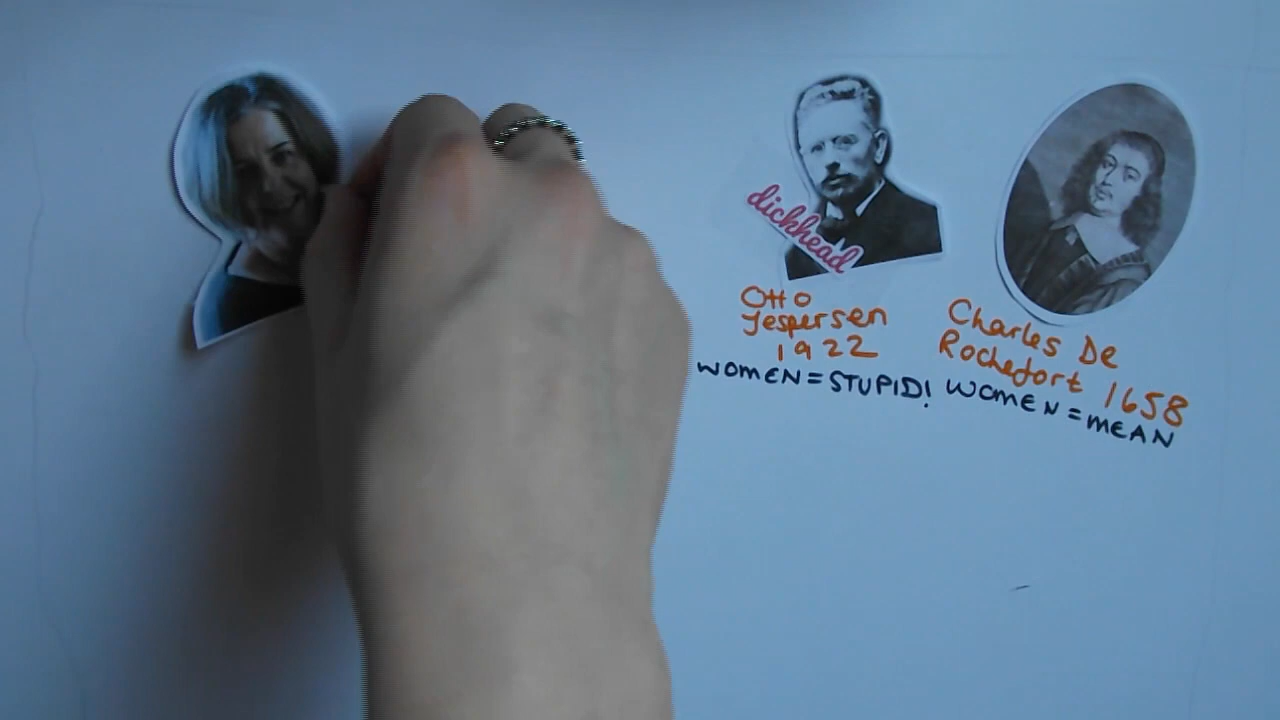 dickhead
Otto
Jespersen
1922
WOMEN=STUPID!
Charles De
Rochefort 1658
WOMEN=MEAN